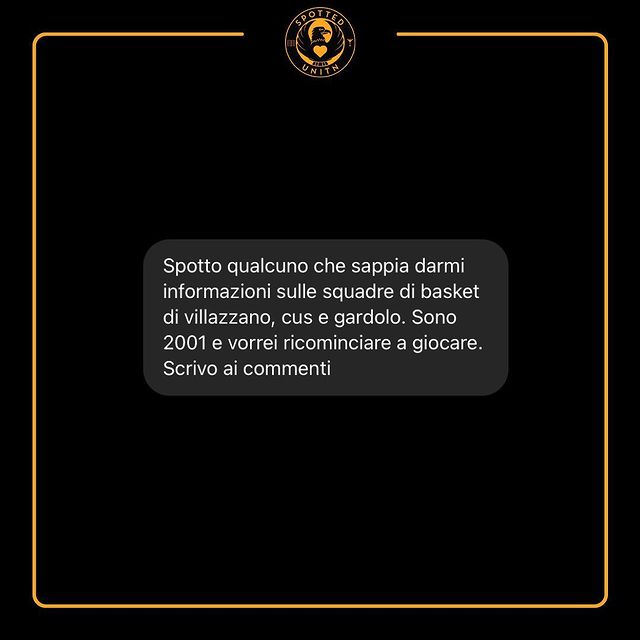 SPOTTED
UNITN
Spotto qualcuno che sappia darmi
informazioni sulle squadre di basket
di villazzano, cus e gardolo. Sono
2001 e vorrei ricominciare a giocare.
Scrivo ai commenti